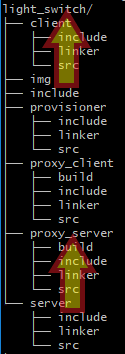 light_switch/
client
include
linker
src
img
include
provisioner
include
linker
src
proxy_client
build
include
linker
src
proxy_server
build
include
linker
src
server
include
linker
src